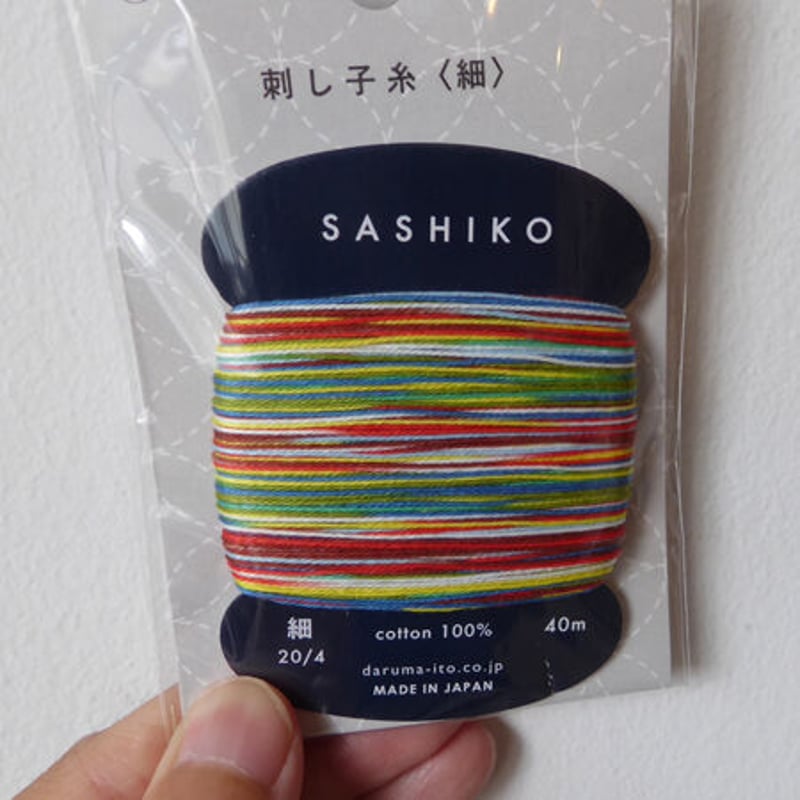 刺し子糸〈細〉
SASHIKO
細
20/4
cotton 100%
40m
daruma-ito.co.jp
MADE IN JAPAN